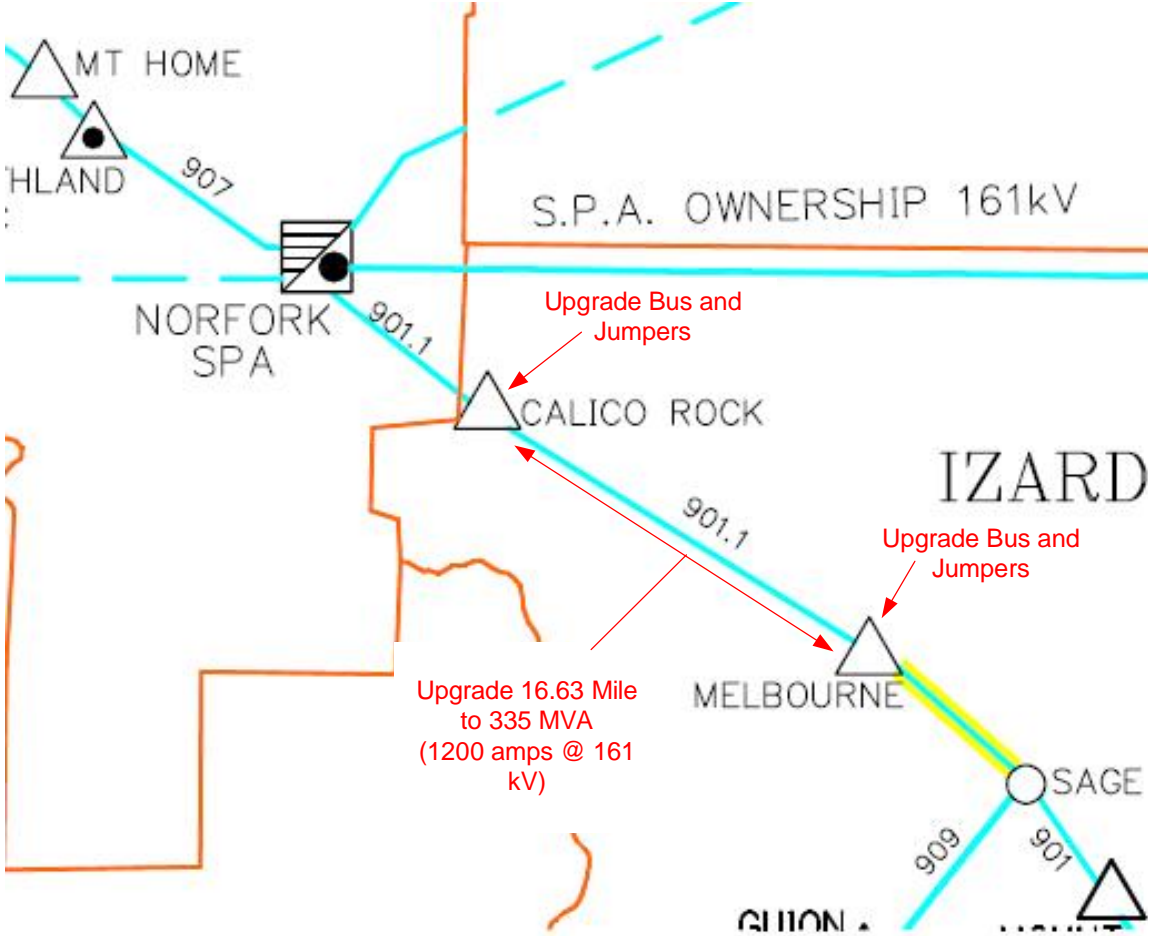 MT HOME
THLAND
907
S.P.A. OWNERSHIP 161kV
NORFORK
SPA
901.1
Upgrade Bus and
Jumpers
CALICO ROCK
IZARD
901.1
Upgrade Bus and
Jumpers
Upgrade 16.63 Mile
to 335 MVA
(1200 amps @ 161
kV)
MELBOURNE
SAGE
909
901
GUION